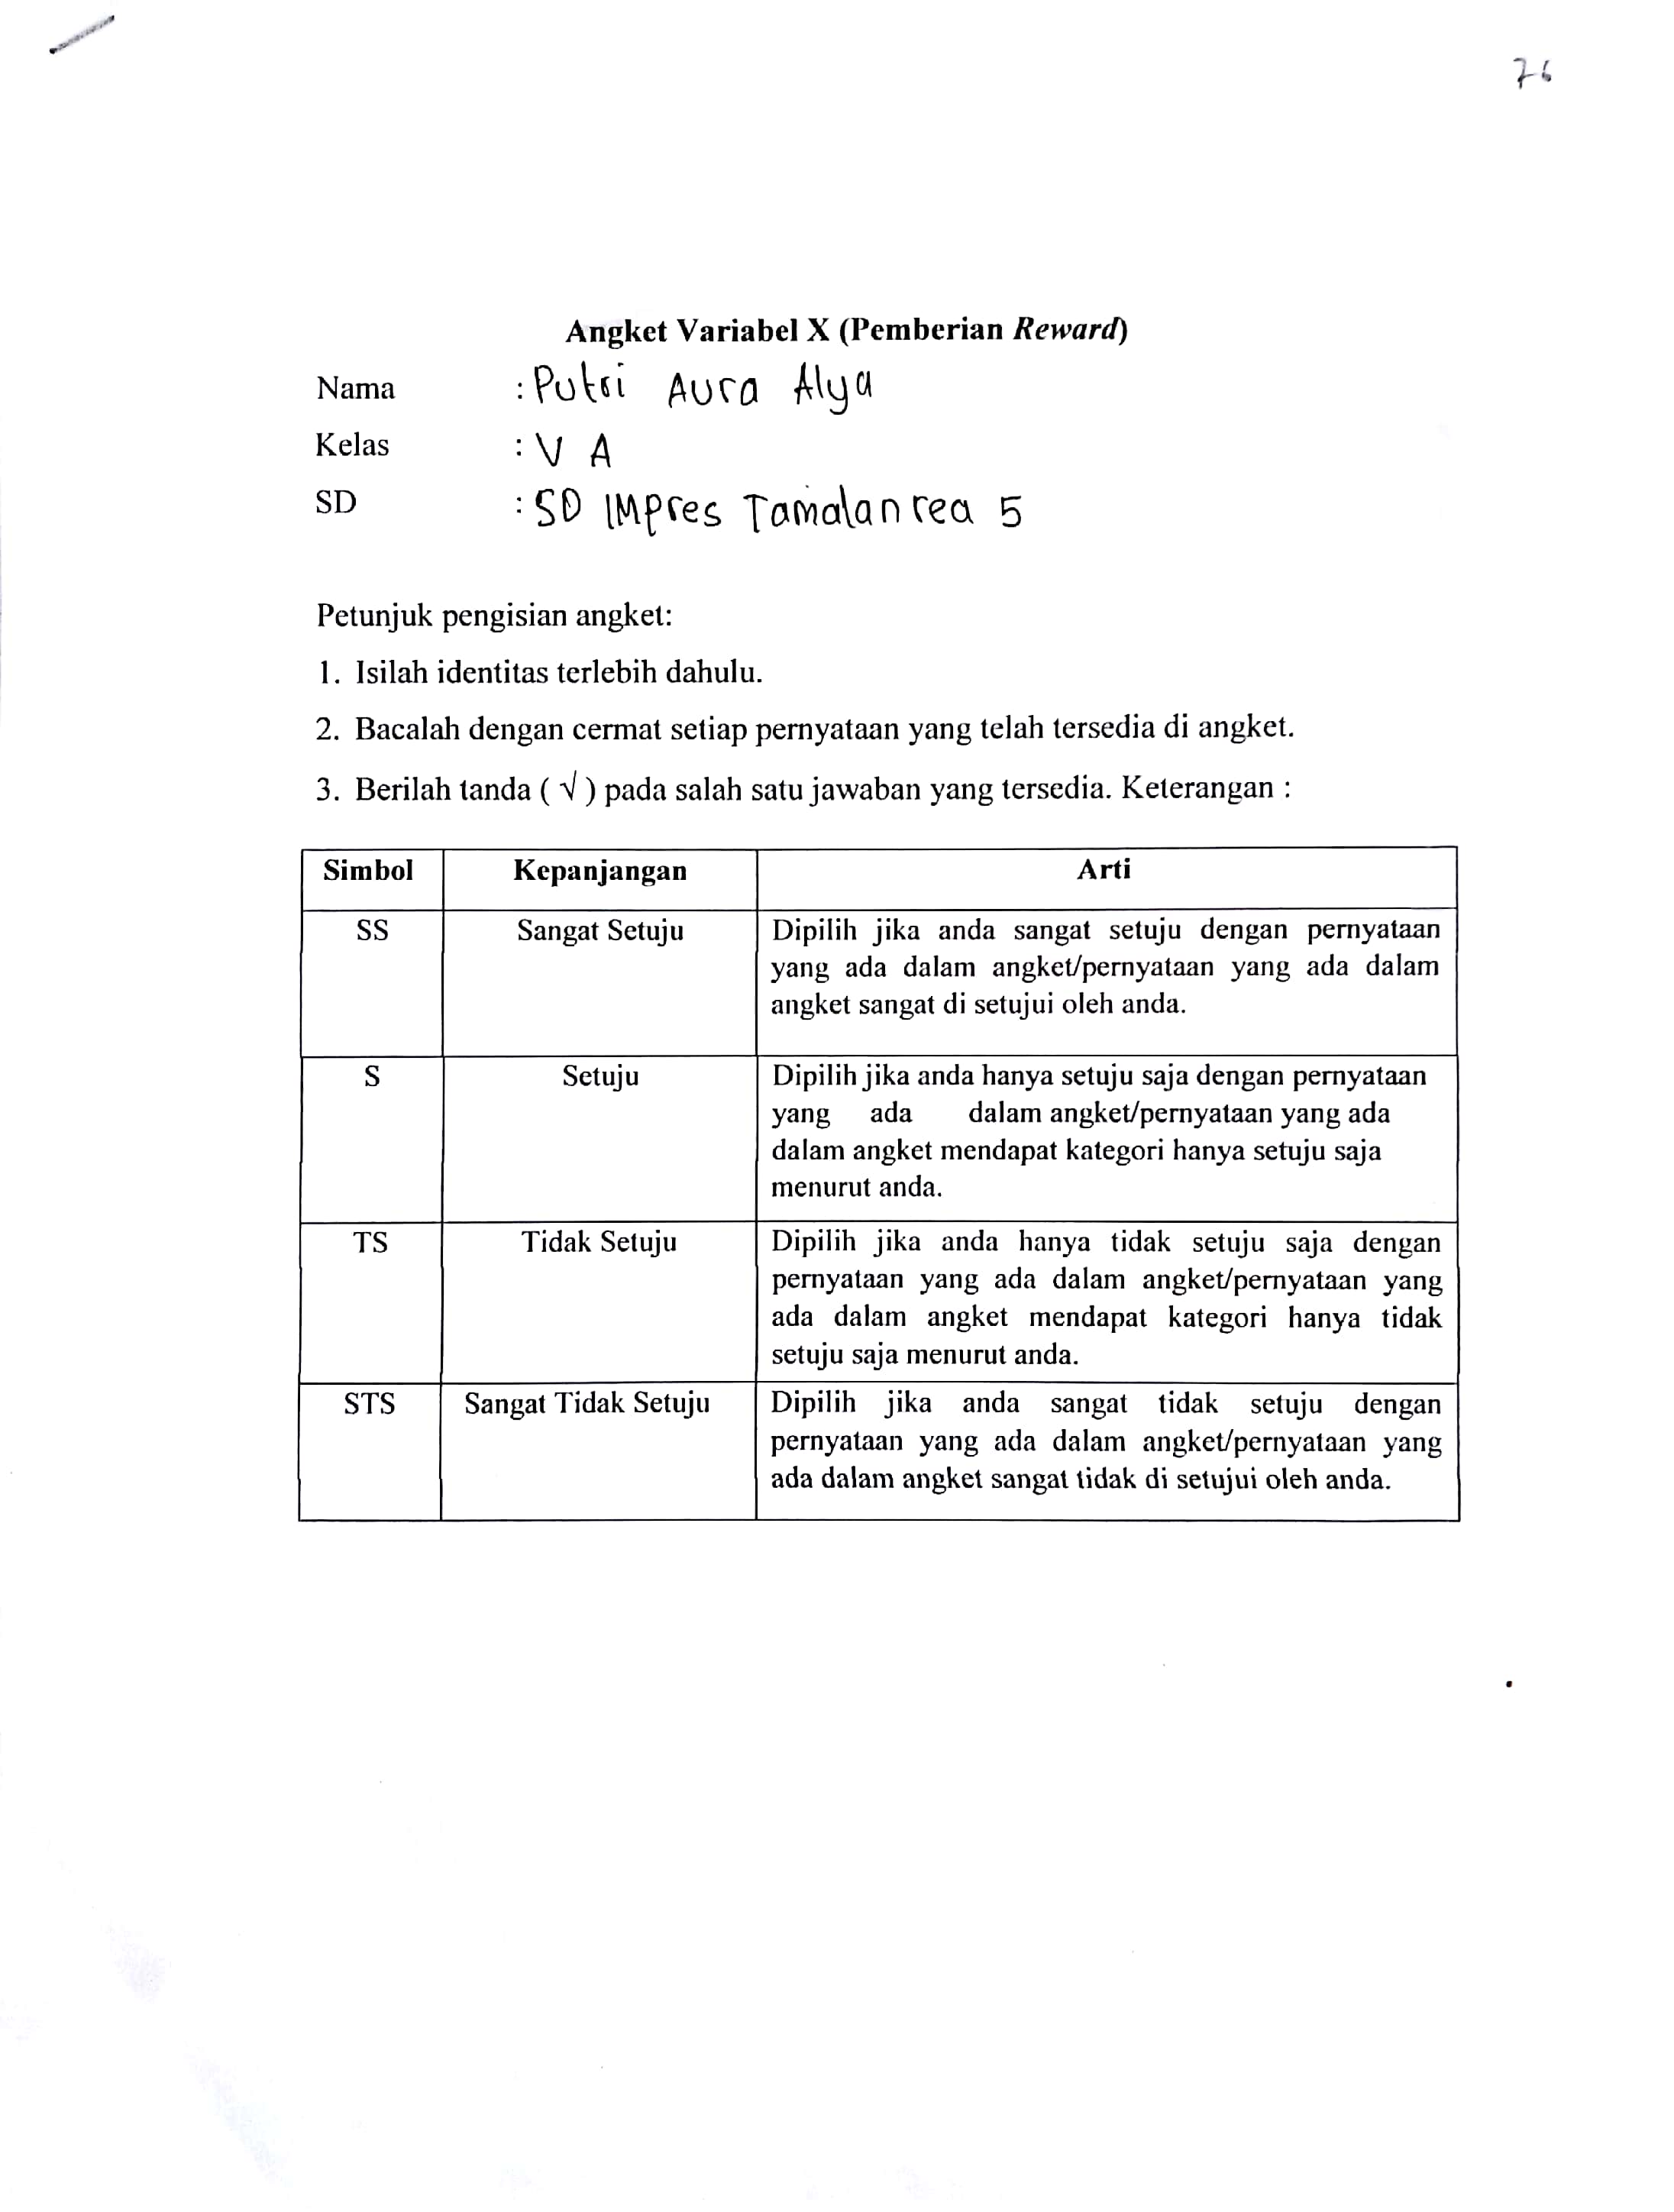 76
Angket Variabel X (Pemberian Reward)
Nama : Putri Aura Alya
Kelas : V A
SD : SD IMpres Tamalanrea 5
Petunjuk pengisian angket:
1. Isilah identitas terlebih dahulu.
2. Bacalah dengan cermat setiap pernyataan yang telah tersedia di angket.
3. Berilah tanda ( √ ) pada salah satu jawaban yang tersedia. Keterangan :
Simbol Kepanjangan Arti
SS Sangat Setuju Dipilih jika anda sangat setuju dengan pernyataan
yang ada dalam angket/pernyataan yang ada dalam
angket sangat di setujui oleh anda.
S Setuju Dipilih jika anda hanya setuju saja dengan pernyataan
yang ada dalam angket/pernyataan yang ada
dalam angket mendapat kategori hanya setuju saja
menurut anda.
TS Tidak Setuju Dipilih jika anda hanya tidak setuju saja dengan
pernyataan yang ada dalam angket/pernyataan yang
ada dalam angket mendapat kategori hanya tidak
setuju saja menurut anda.
STS Sangat Tidak Setuju Dipilih jika anda sangat tidak setuju dengan
pernyataan yang ada dalam angket/pernyataan yang
ada dalam angket sangat tidak di setujui oleh anda.